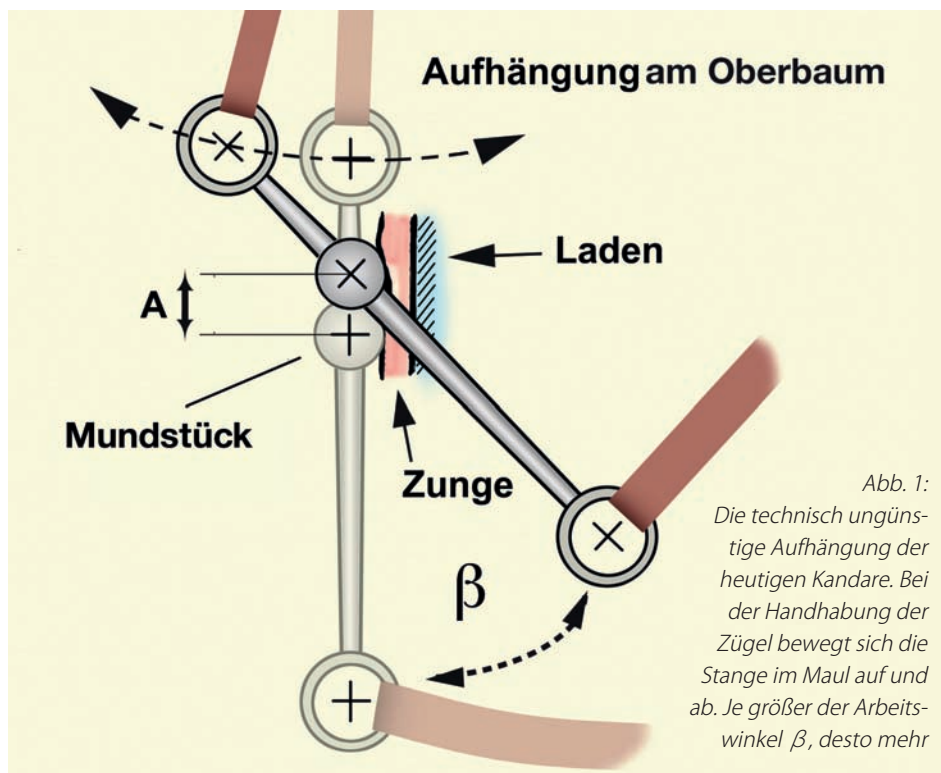 Aufhängung am Oberbaum
Laden
A
Mundstück
Zunge
β
Abb. 1:
Die technisch ungüns-
tige Aufhängung der
heutigen Kandare. Bei
der Handhabung der
Zügel bewegt sich die
Stange im Maul auf und
ab. Je größer der Arbeits-
winkel β, desto mehr